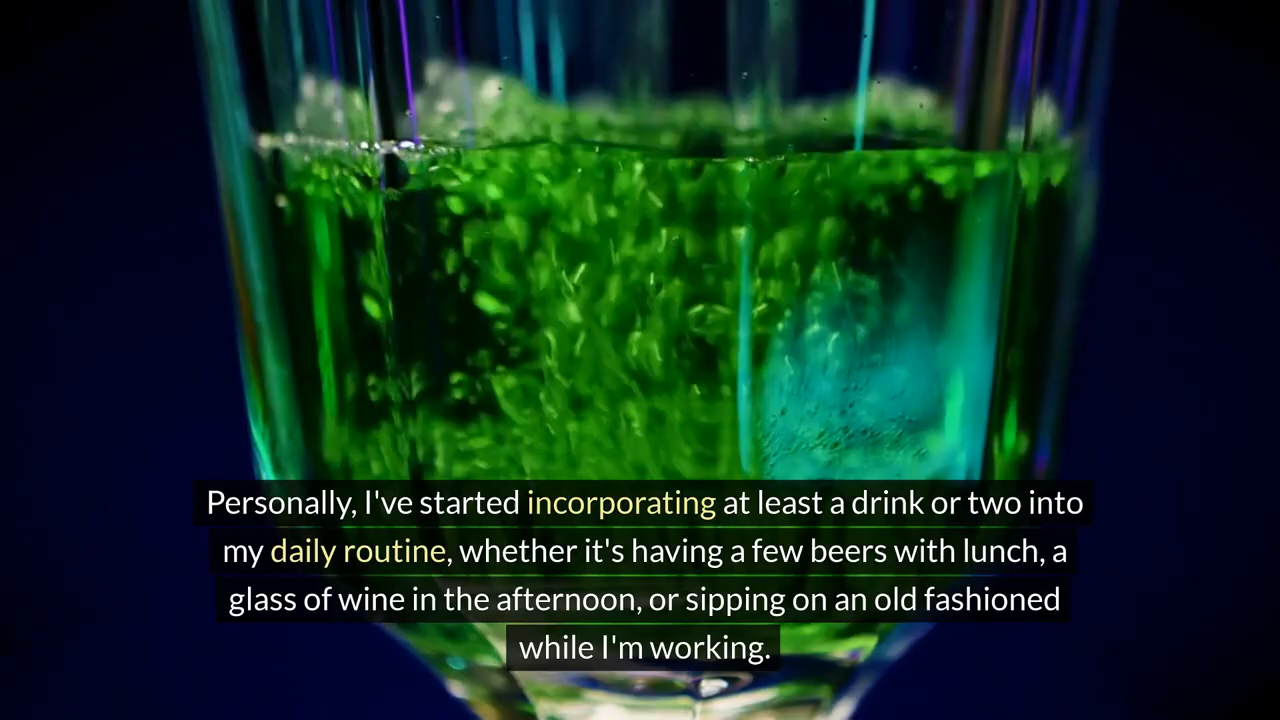 Personally, I've started incorporating at least a drink or two into
my daily routine, whether it's having a few beers with lunch, a
glass of wine in the afternoon, or sipping on an old fashioned
while I'm working.